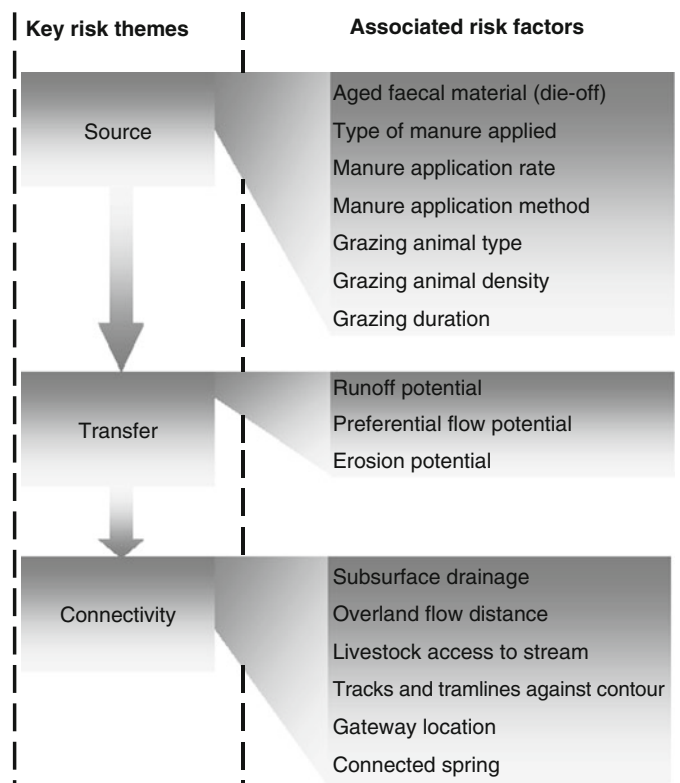 Key risk themes
Associated risk factors
Source
Aged faecal material (die-off)
Type of manure applied
Manure application rate
Manure application method
Grazing animal type
Grazing animal density
Grazing duration
Transfer
Runoff potential
Preferential flow potential
Erosion potential
Connectivity
Subsurface drainage
Overland flow distance
Livestock access to stream
Tracks and tramlines against contour
Gateway location
Connected spring